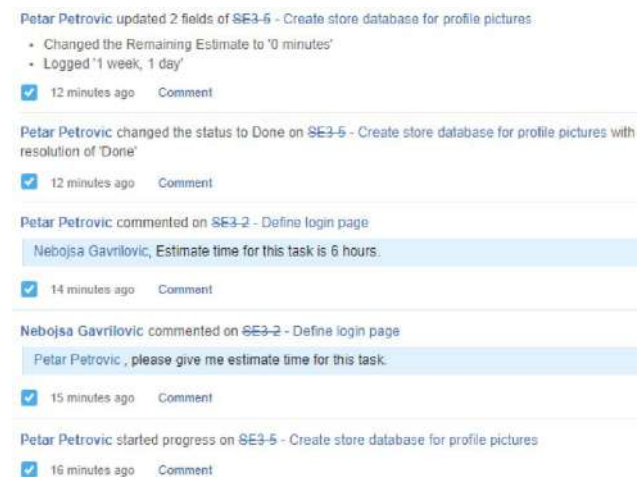 Petar Petrovic updated 2 fields of SE3-5 - Create store database for profile pictures
• Changed the Remaining Estimate to '0 minutes'
• Logged '1 week, 1 day'
12 minutes ago Comment
Petar Petrovic changed the status to Done on SE3-5 - Create store database for profile pictures with a
resolution of 'Done'
12 minutes ago Comment
Petar Petrovic commented on SE3-2 - Define login page
Nebojsa Gavrilovic, Estimate time for this task is 6 hours.
14 minutes ago Comment
Nebojsa Gavrilovic commented on SE3-2 - Define login page
Petar Petrovic , please give me estimate time for this task.
15 minutes ago Comment
Petar Petrovic started progress on SE3-5 - Create store database for profile pictures
16 minutes ago Comment